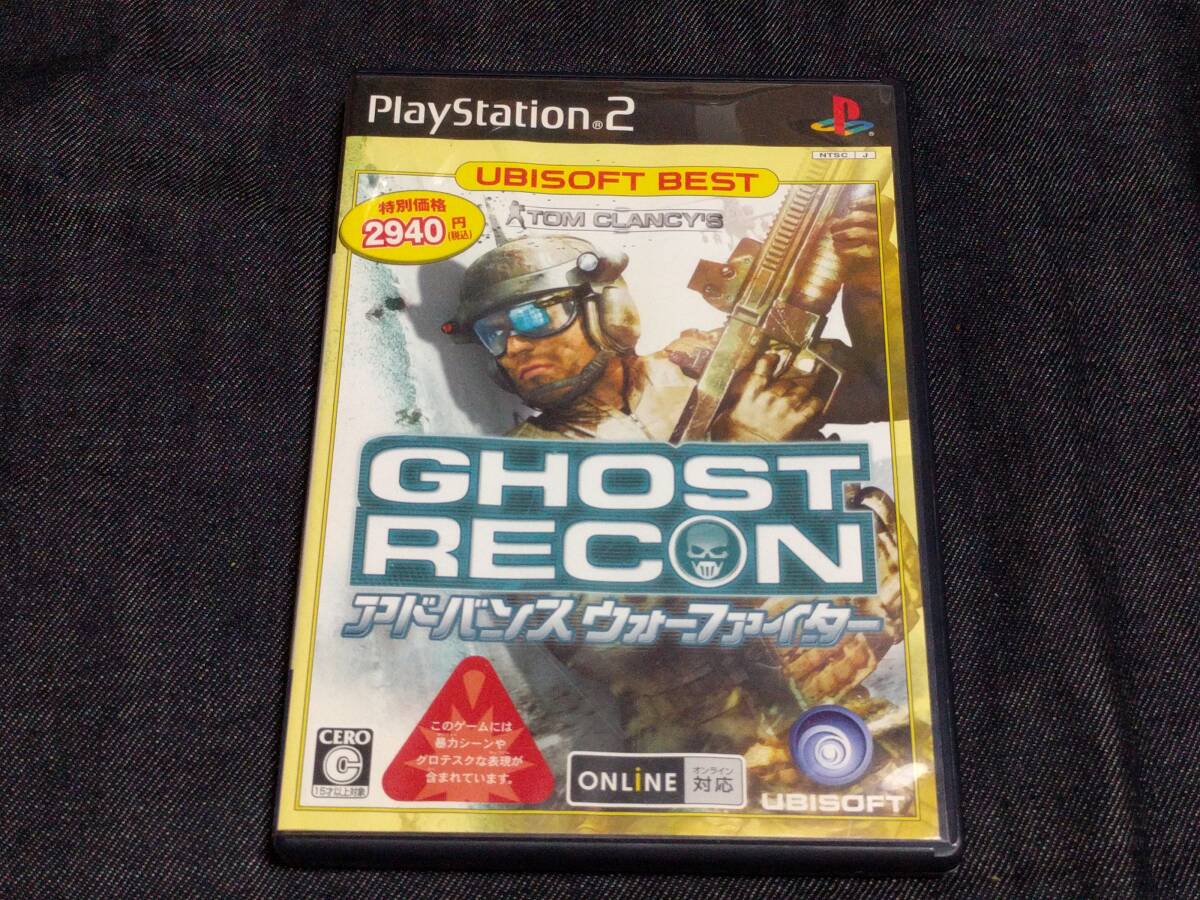 PlayStation®2
NTSC J
UBISOFT BEST
特別価格
2940円(税込)
TOM CLANCY'S
GHOST
RECON
アドバンス ウォーファイター
このゲームには
暴力シーンや
グロテスクな表現が
含まれています。
CERO
C
15才以上対象
ONLINE
オンライン
対応
UBISOFT